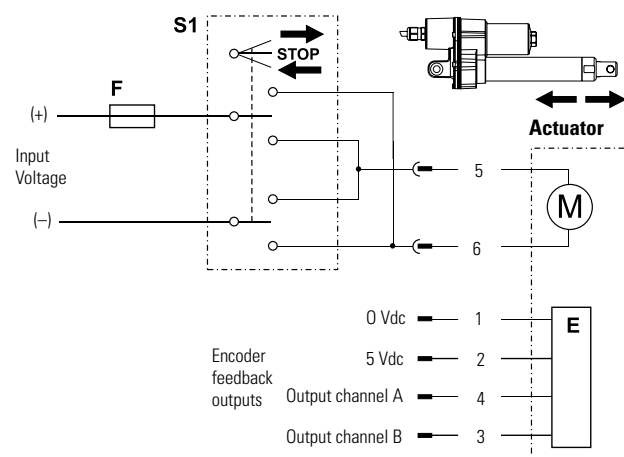 S1
STOP
F
(+)
Input
Voltage
(–)
Actuator
5
M
6
0 Vdc
1
E
5 Vdc
2
Encoder
feedback
outputs
Output channel A
4
Output channel B
3